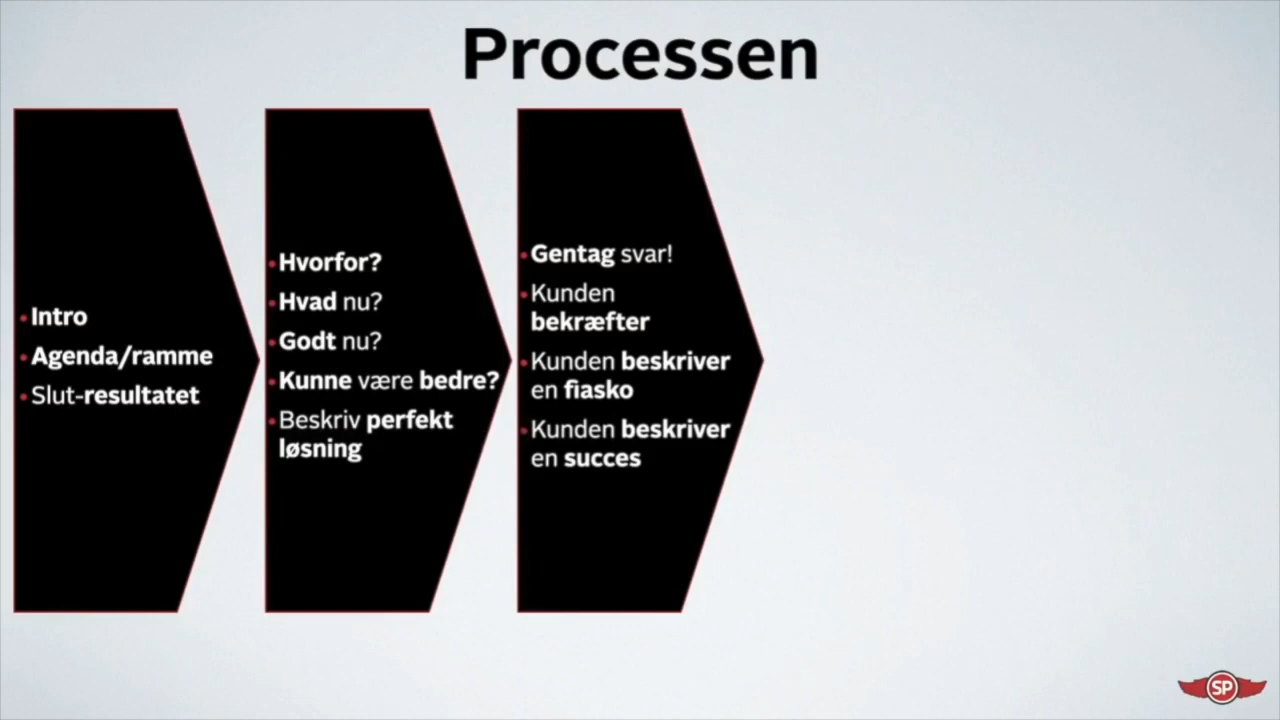 Processen
• Intro
• Agenda/ramme
• Slut-resultatet
• Hvorfor?
• Hvad nu?
• Godt nu?
• Kunne være bedre?
• Beskriv perfekt
løsning
• Gentag svar!
• Kunden
bekræfter
• Kunden beskriver
en fiasko
• Kunden beskriver
en succes
SP